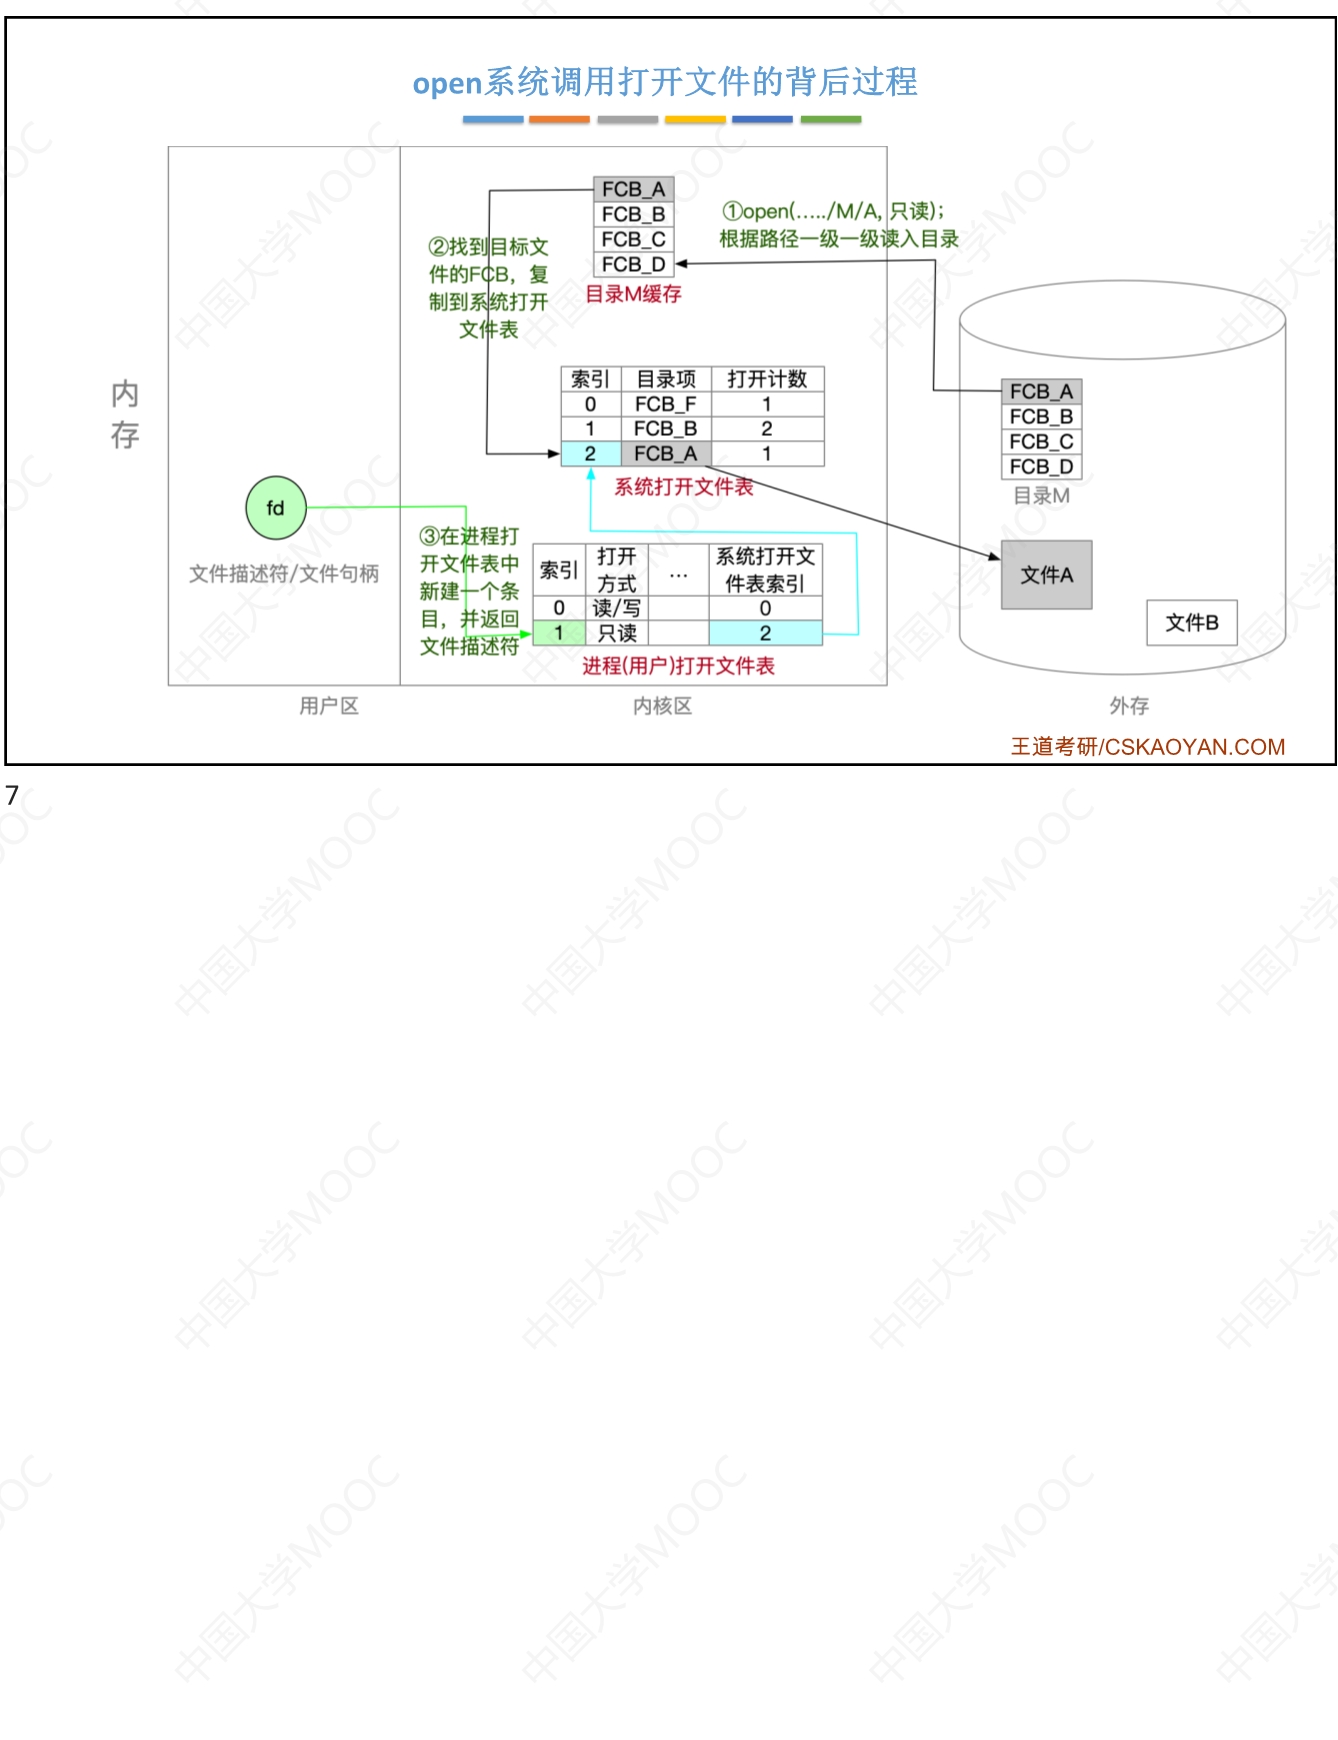 open系统调用打开文件的背后过程
FCB_A
FCB_B
FCB_C
FCB_D
目录M缓存
①open(...../M/A, 只读);
根据路径一级一级读入目录
②找到目标文
件的FCB，复
制到系统打开
文件表
内
存
索引 目录项 打开计数
0 FCB_F 1
1 FCB_B 2
2 FCB_A 1
系统打开文件表
FCB_A
FCB_B
FCB_C
FCB_D
目录M
fd
文件描述符/文件句柄
③在进程打
开文件表中
新建一个条
目，并返回
文件描述符
索引 打开 ... 系统打开文
方式 件表索引
0 读/写 0
1 只读 2
进程(用户)打开文件表
文件A
文件B
用户区
内核区
外存
王道考研/CSKAOYAN.COM
7
中国大学MOOC